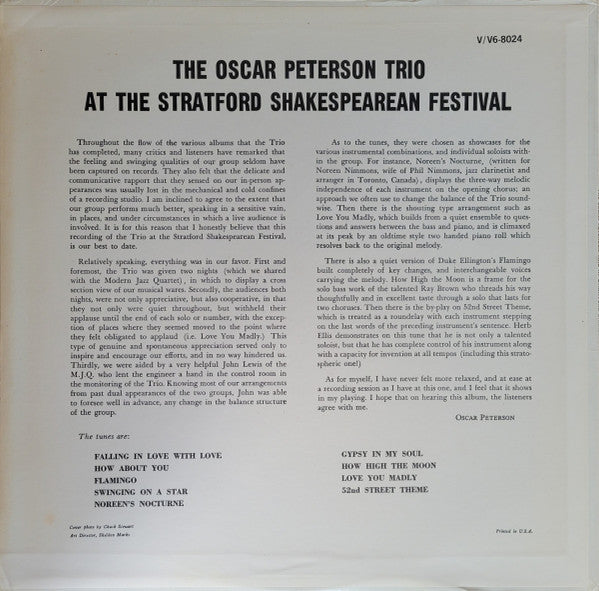 V/V6-8024
THE OSCAR PETERSON TRIO
AT THE STRATFORD SHAKESPEAREAN FESTIVAL
Throughout the flow of the various albums that the Trio
has completed, many critics and listeners have remarked that
the feeling and swinging qualities of our group seldom have
been captured on records. They also felt that the delicate and
communicative rapport that they sensed on our in-person ap-
pearances was usually lost in the mechanical and cold confines
of a recording studio. I am inclined to agree to the extent that
our group performs much better, speaking in a sensitive vain,
in places, and under circumstances in which a live audience is
involved. It is for this reason that I honestly believe that this
recording of the Trio at the Stratford Shakespearean Festival,
is our best to date.
Relatively speaking, everything was in our favor. First and
foremost, the Trio was given two nights (which we shared
with the Modern Jazz Quartet), in which to display a cross
section view of our musical wares. Secondly, the audiences both
nights, were not only appreciative, but also cooperative, in that
they not only were quiet throughout, but withheld their
applause until the end of each solo or number, with the excep-
tion of places where they seemed moved to the point where
they felt obligated to applaud (i.e. Love You Madly.) This
type of genuine and spontaneous appreciation served only to
inspire and encourage our efforts, and in no way hindered us.
Thirdly, we were aided by a very helpful John Lewis of the
M.J.Q. who lent the engineer a hand in the control room in
the monitoring of the Trio. Knowing most of our arrangements
from past dual appearances of the two groups, John was able
to foresee well in advance, any change in the balance structure
of the group.
As to the tunes, they were chosen as showcases for the
various instrumental combinations, and individual soloists with-
in the group. For instance, Noreen's Nocturne, (written for
Noreen Nimmons, wife of Phil Nimmons, jazz clarinetist and
arranger in Toronto, Canada), displays the three-way melodic
independence of each instrument on the opening chorus; an
approach we often use to change the balance of the Trio sound-
wise. Then there is the shouting type arrangement such as
Love You Madly, which builds from a quiet ensemble to ques-
tions and answers between the bass and piano, and is climaxed
at its peak by an oldtime style two handed piano roll which
resolves back to the original melody.
There is also a quiet version of Duke Ellington's Flamingo
built completely of key changes, and interchangeable voices
carrying the melody. How High the Moon is a frame for the
solo bass work of the talented Ray Brown who threads his way
thoughtfully and in excellent taste through a solo that lasts for
two choruses. Then there is the by-play on 52nd Street Theme,
which is treated as a roundelay with each instrument stepping
on the last words of the preceding instrument's sentence. Herb
Ellis demonstrates on this tune that he is not only a talented
soloist, but that he has complete control of his instrument along
with a capacity for invention at all tempos (including this strato-
spheric one!)
As for myself, I have never felt more relaxed, and at ease at
a recording session as I have at this one, and I feel that it shows
in my playing. I hope that on hearing this album, the listeners
agree with me.
OSCAR PETERSON
The tunes are:
FALLING IN LOVE WITH LOVE
HOW ABOUT YOU
FLAMINGO
SWINGING ON A STAR
NOREEN'S NOCTURNE
GYPSY IN MY SOUL
HOW HIGH THE MOON
LOVE YOU MADLY
52nd STREET THEME
Cover photo by Chuck Stewart
Art Director, Sheldon Marks
Printed in U.S.A.